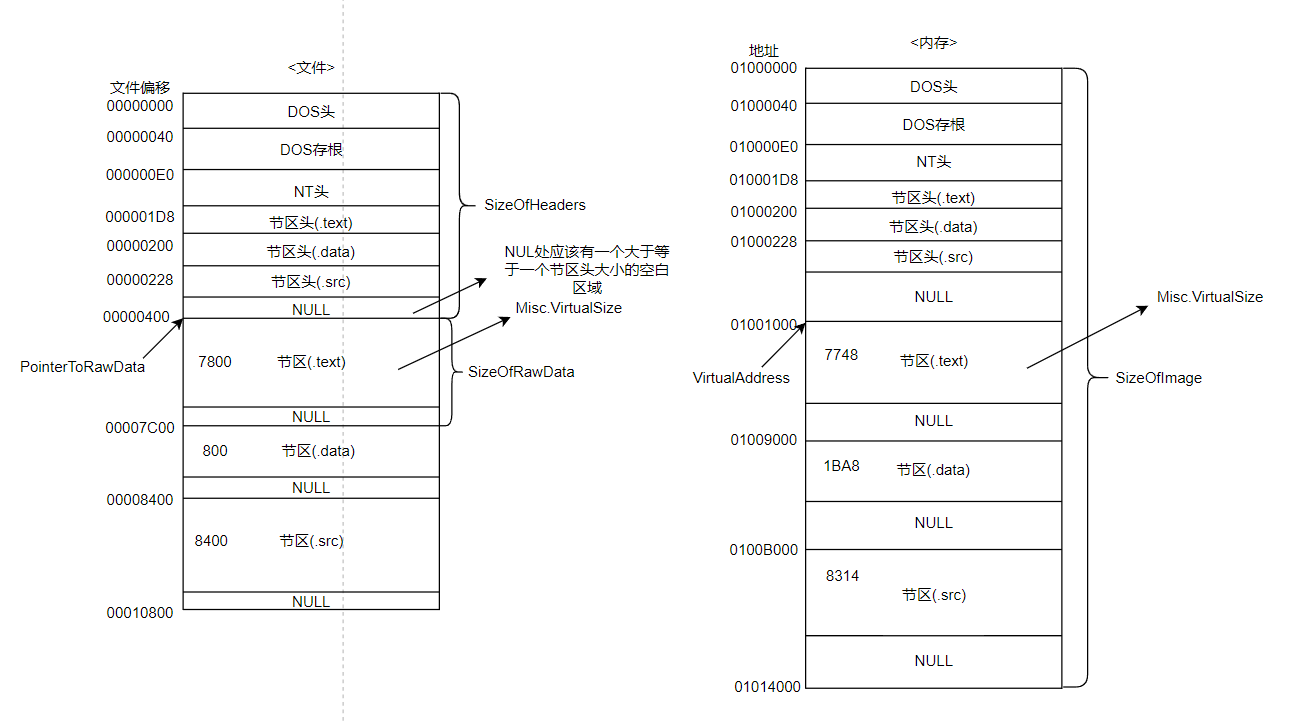 <文件>
文件偏移
00000000
DOS头
00000040
DOS存根
000000E0
NT头
000001D8
节区头(.text)
00000200
节区头(.data)
00000228
节区头(.src)
NULL
00000400
SizeOfHeaders
NUL处应该有一个大于等
于一个节区头大小的空白
区域
Misc.VirtualSize
PointerToRawData
7800
节区(.text)
SizeOfRawData
NULL
00007C00
800
节区(.data)
NULL
00008400
8400
节区(.src)
NULL
00010800
<内存>
地址
01000000
DOS头
01000040
DOS存根
010000E0
NT头
010001D8
节区头(.text)
01000200
节区头(.data)
01000228
节区头(.src)
NULL
01001000
Misc.VirtualSize
VirtualAddress
7748
节区(.text)
SizeOfImage
NULL
01009000
1BA8
节区(.data)
NULL
0100B000
8314
节区(.src)
NULL
01014000